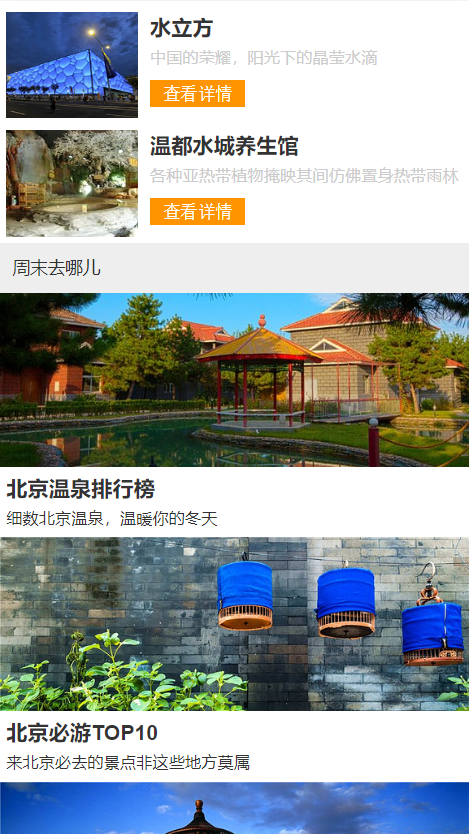 水立方
中国的荣耀，阳光下的晶莹水滴
查看详情
温都水城养生馆
各种亚热带植物掩映其间仿佛置身热带雨林
查看详情
周末去哪儿
北京温泉排行榜
细数北京温泉，温暖你的冬天
北京必游TOP10
来北京必去的景点非这些地方莫属